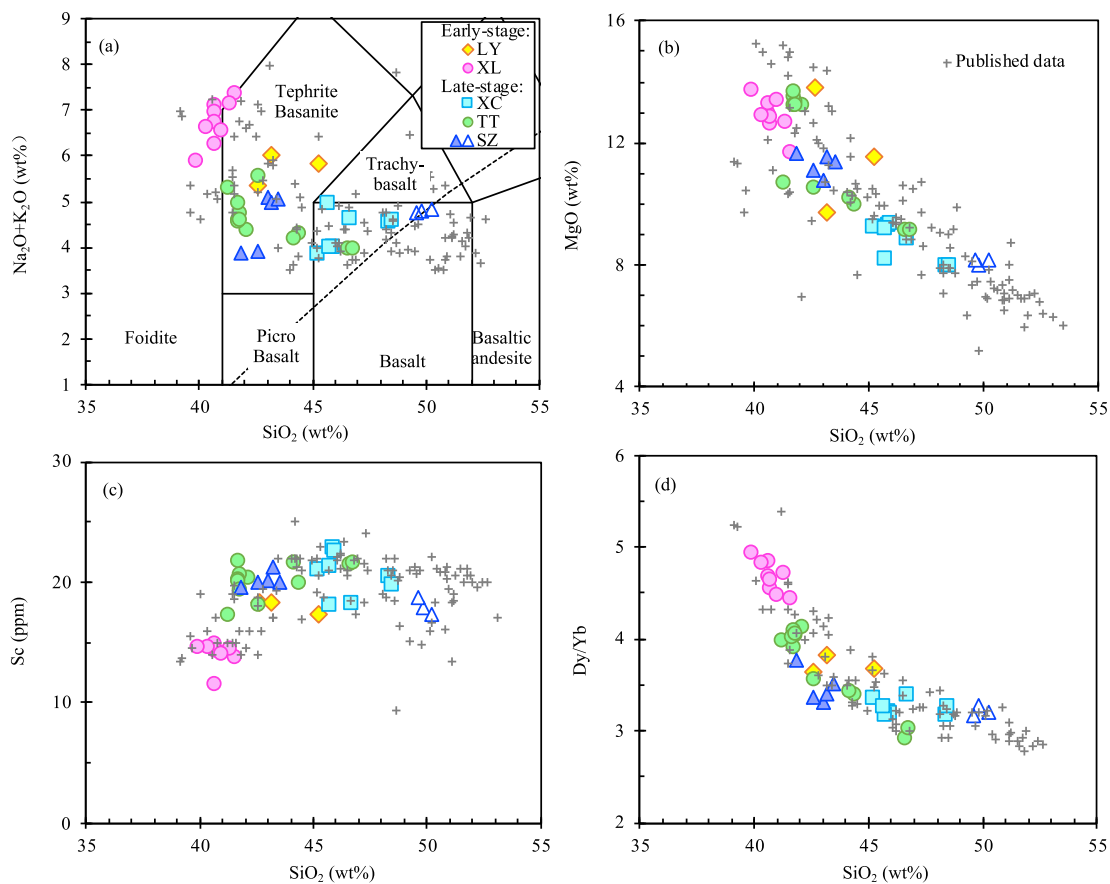 9
8
7
6
5
4
3
2
1
Na₂O+K₂O (wt%)
(a)
Early-stage:
LY
XL
Late-stage:
XC
TT
SZ
Tephrite
Basanite
Trachy-
basalt
Foidite
Picro
Basalt
Basalt
Basaltic
andesite
35
40
45
50
55
SiO₂ (wt%)
16
12
8
4
MgO (wt%)
(b)
Published data
35
40
45
50
55
SiO₂ (wt%)
30
20
10
0
Sc (ppm)
(c)
35
40
45
50
55
SiO₂ (wt%)
6
5
4
3
2
Dy/Yb
(d)
35
40
45
50
55
SiO₂ (wt%)